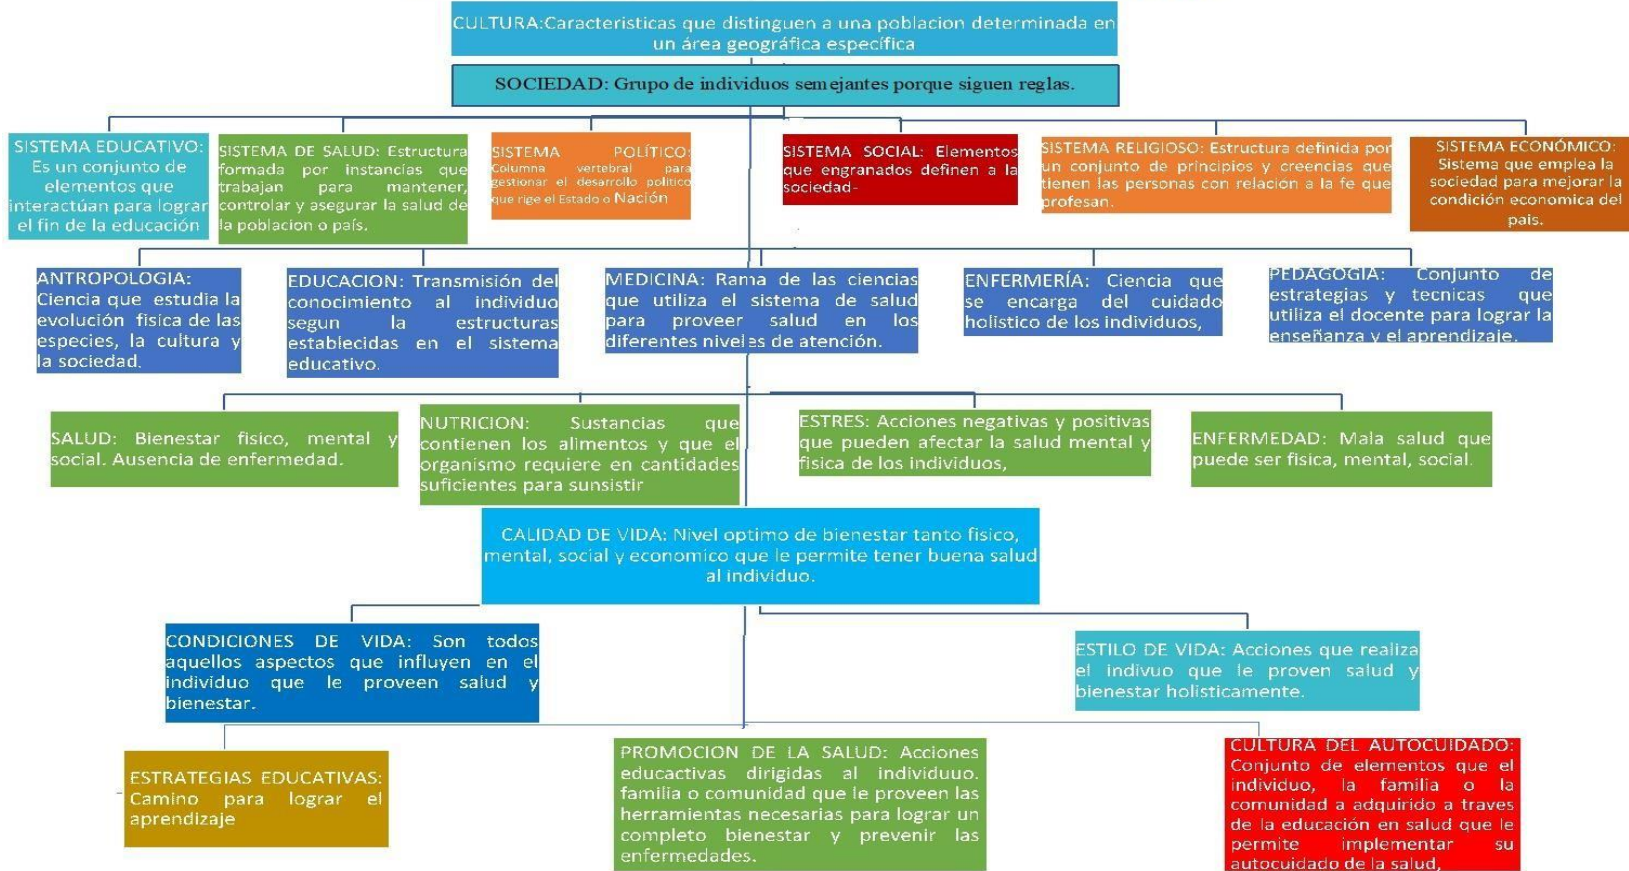 CULTURA:Caracteristicas que distinguen a una poblacion determinada en
un área geográfica específica
SOCIEDAD: Grupo de individuos semejantes porque siguen reglas.
SISTEMA EDUCATIVO:
Es un conjunto de
elementos que
interactúan para lograr
el fin de la educación
SISTEMA DE SALUD: Estructura
formada por instancias que
trabajan para mantener,
controlar y asegurar la salud de
la poblacion o país.
SISTEMA POLÍTICO:
Columna vertebral para
gestionar el desarrollo politico
que rige el Estado o Nación
SISTEMA SOCIAL: Elementos
que engranados definen a la
sociedad-
SISTEMA RELIGIOSO: Estructura definida por
un conjunto de principios y creencias que
tienen las personas con relación a la fe que
profesan.
SISTEMA ECONÓMICO:
Sistema que emplea la
sociedad para mejorar la
condición economica del
pais.
ANTROPOLOGIA:
Ciencia que estudia la
evolución fisica de las
especies, la cultura y
la sociedad.
EDUCACION: Transmisión del
conocimiento al individuo
segun la estructuras
establecidas en el sistema
educativo.
MEDICINA: Rama de las ciencias
que utiliza el sistema de salud
para proveer salud en los
diferentes niveles de atención.
ENFERMERÍA: Ciencia que
se encarga del cuidado
holistico de los individuos,
PEDAGOGIA: Conjunto de
estrategias y tecnicas que
utiliza el docente para lograr la
enseñanza y el aprendizaje.
SALUD: Bienestar fisico, mental y
social. Ausencia de enfermedad.
NUTRICION: Sustancias que
contienen los alimentos y que el
organismo requiere en cantidades
suficientes para sunsistir
ESTRES: Acciones negativas y positivas
que pueden afectar la salud mental y
fisica de los individuos,
ENFERMEDAD: Mala salud que
puede ser fisica, mental, social.
CALIDAD DE VIDA: Nivel optimo de bienestar tanto fisico,
mental, social y economico que le permite tener buena salud
al individuo.
CONDICIONES DE VIDA: Son todos
aquellos aspectos que influyen en el
individuo que le proveen salud y
bienestar.
ESTILO DE VIDA: Acciones que realiza
el indivuo que le proven salud y
bienestar holisticamente.
ESTRATEGIAS EDUCATIVAS:
Camino para lograr el
aprendizaje
PROMOCION DE LA SALUD: Acciones
educactivas dirigidas al individuuo.
familia o comunidad que le proveen las
herramientas necesarias para lograr un
completo bienestar y prevenir las
enfermedades.
CULTURA DEL AUTOCUIDADO:
Conjunto de elementos que el
individuo, la familia o la
comunidad a adquirido a traves
de la educación en salud que le
permite implementar su
autocuidado de la salud,